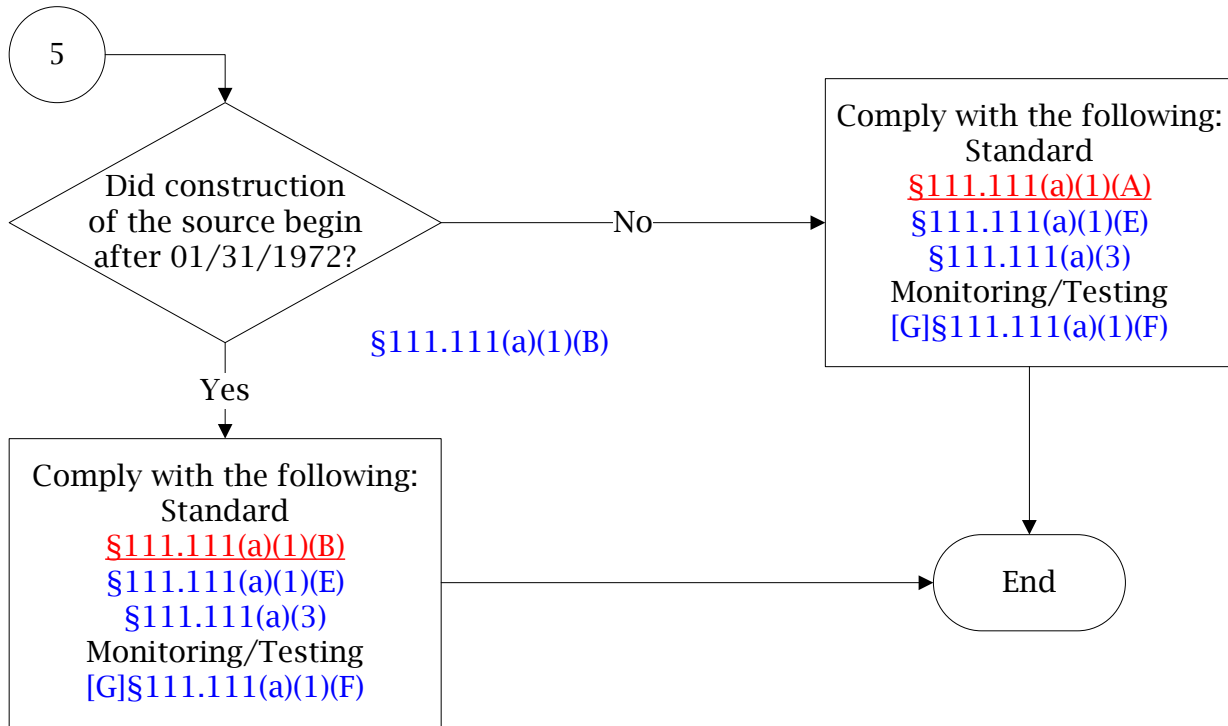 5
Did construction
of the source begin
after 01/31/1972?
No
§111.111(a)(1)(B)
Yes
Comply with the following:
Standard
§111.111(a)(1)(A)
§111.111(a)(1)(E)
§111.111(a)(3)
Monitoring/Testing
[G]§111.111(a)(1)(F)
Comply with the following:
Standard
§111.111(a)(1)(B)
§111.111(a)(1)(E)
§111.111(a)(3)
Monitoring/Testing
[G]§111.111(a)(1)(F)
End